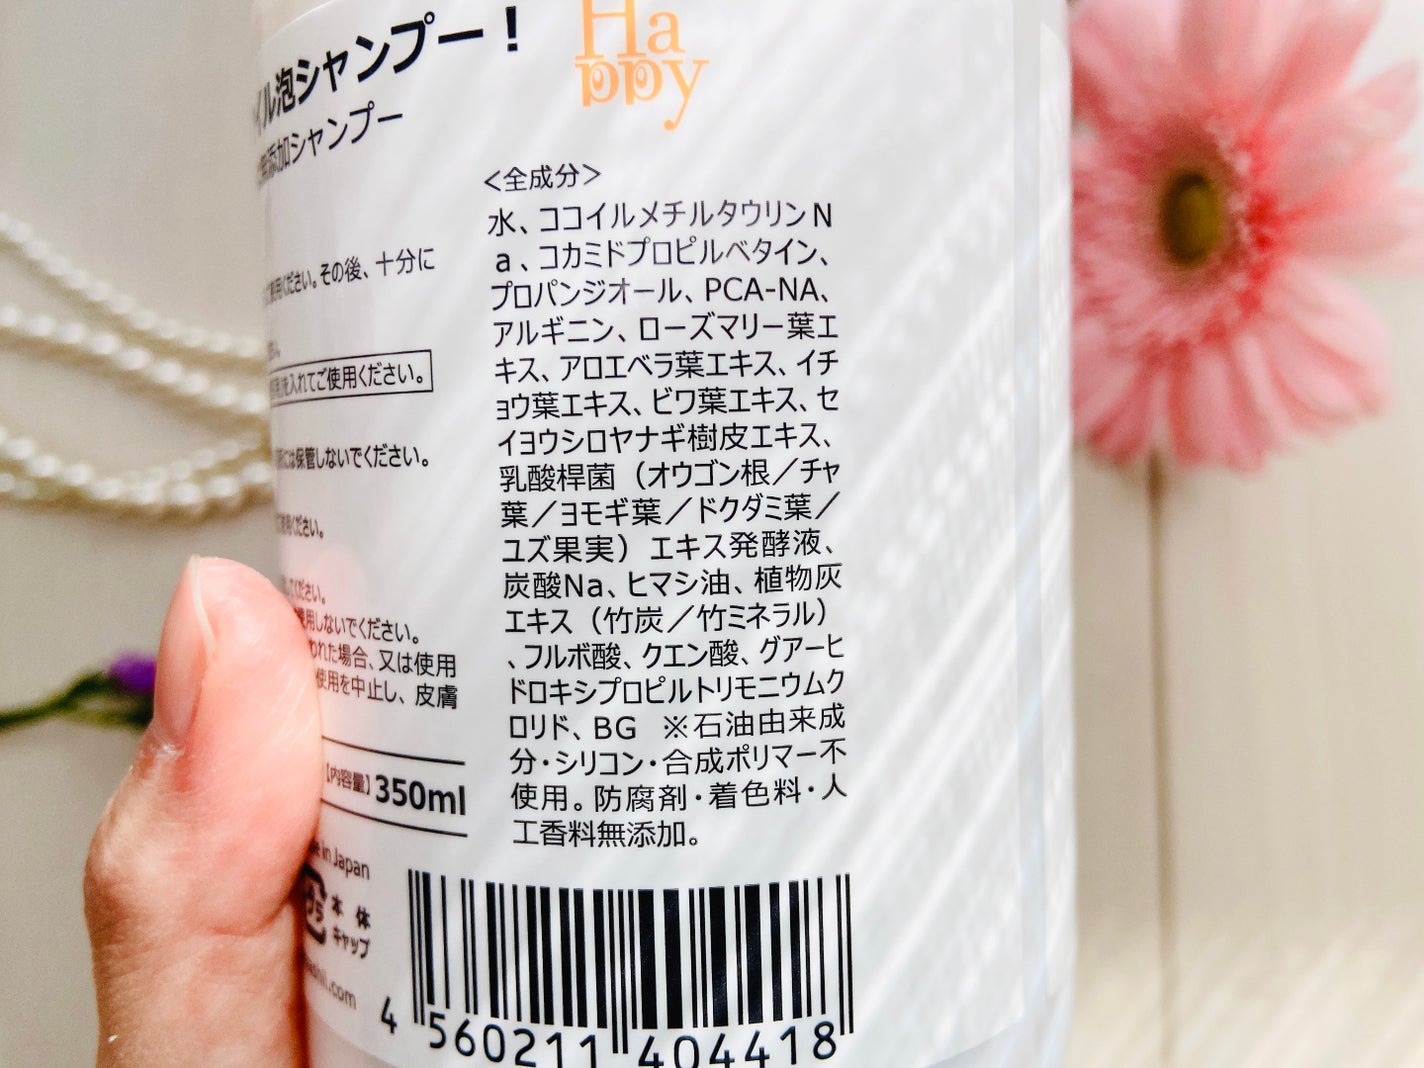 イル泡シャンプー！
無添加シャンプー
Ha
ppy
ください。その後、十分に
を入れてご使用ください。
には保管しないでください。
ください。
ください。
使用しないでください。
われた場合、又は使用
使用を中止し、皮膚
【内容量】350ml
in Japan
本体
キャップ
.com
＜全成分＞
水、ココイルメチルタウリンN
a、コカミドプロピルベタイン、
プロパンジオール、PCA-NA、
アルギニン、ローズマリー葉エ
キス、アロエベラ葉エキス、イチ
ョウ葉エキス、ビワ葉エキス、セ
イヨウシロヤナギ樹皮エキス、
乳酸桿菌（オウゴン根／チャ
葉／ヨモギ葉／ドクダミ葉／
ユズ果実）エキス発酵液、
炭酸Na、ヒマシ油、植物灰
エキス（竹炭／竹ミネラル）
、フルボ酸、クエン酸、グアーヒ
ドロキシプロピルトリモニウムク
ロリド、BG ※石油由来成
分・シリコン・合成ポリマー不
使用。防腐剤・着色料・人
工香料無添加。
4 560211 404418